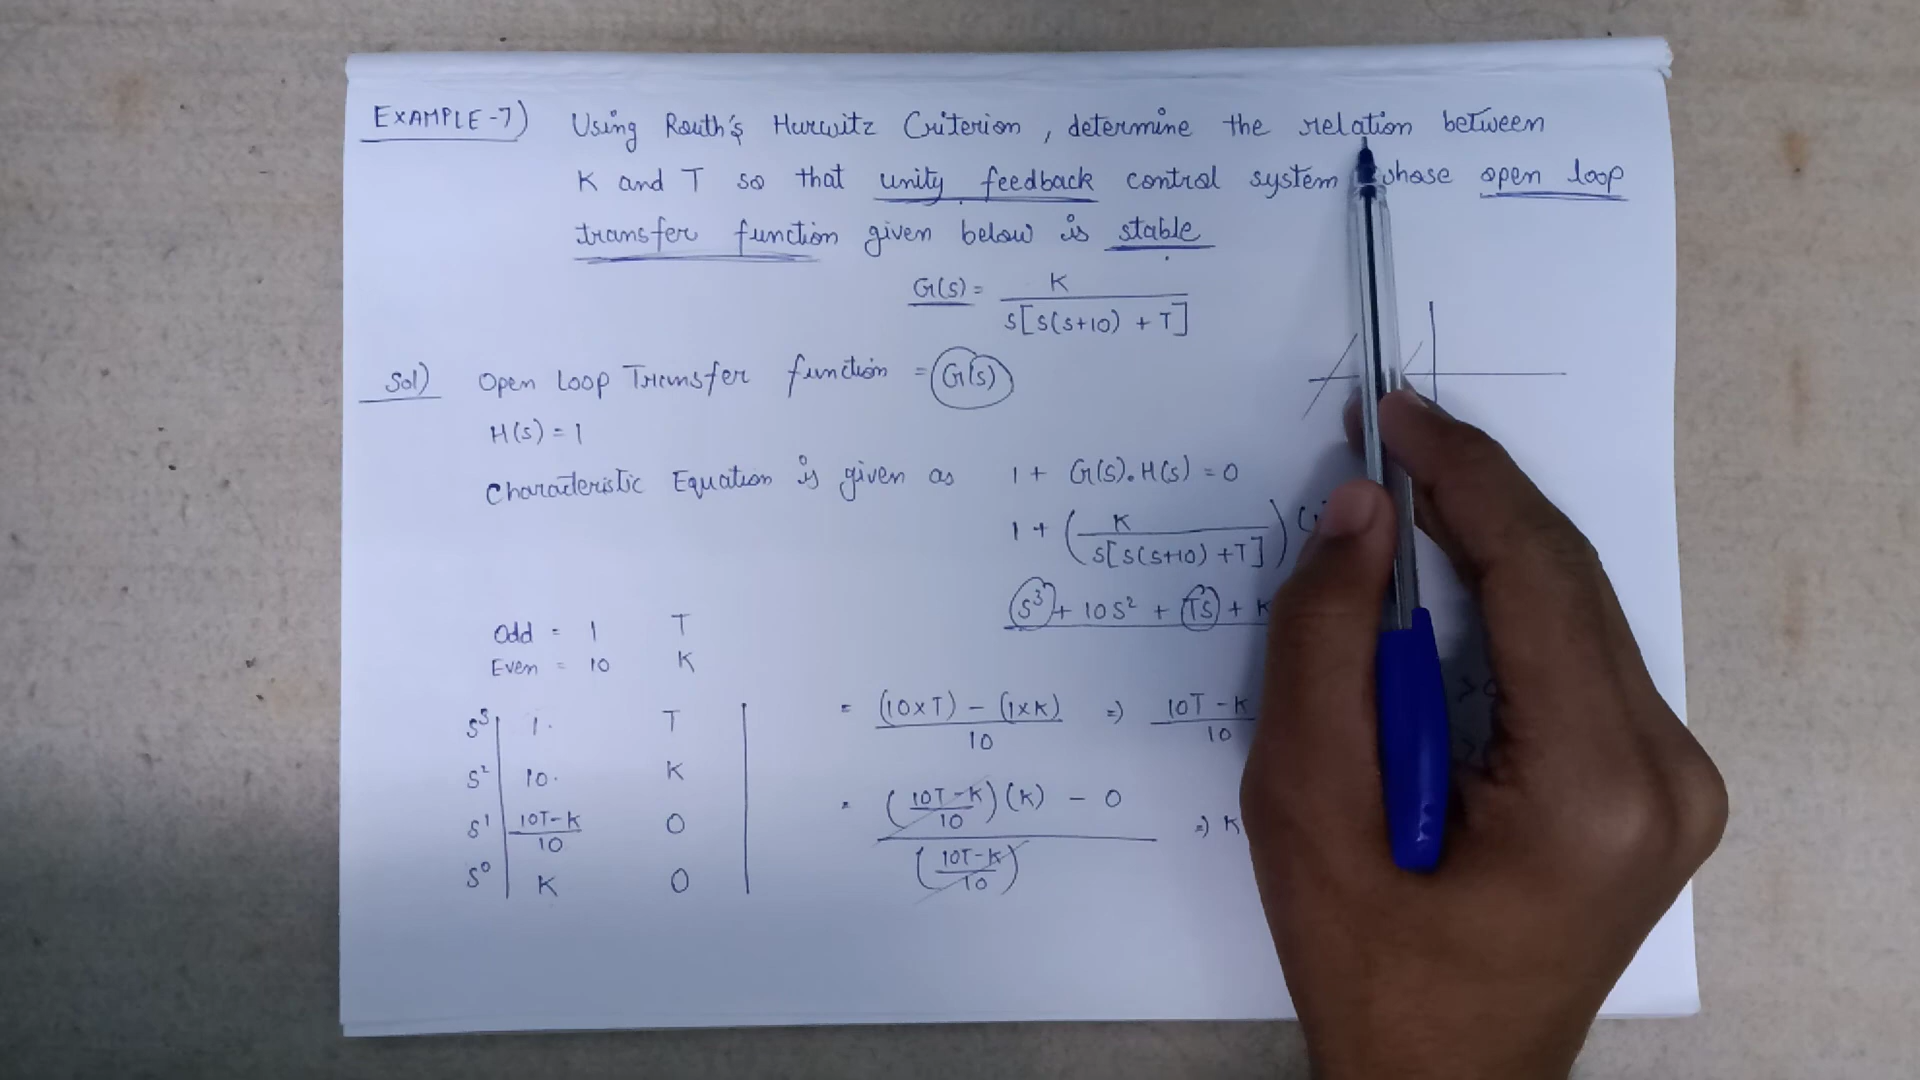 EXAMPLE-7) Using Routh's Hurwitz Criterion, determine the relation between
K and T so that unity feedback control system whose open loop
transfer function given below is stable
G(s) = K / s[s(s+10) + T]
Sol) Open Loop Transfer function = G(s)
H(s) = 1
Characteristic Equation is given as 1 + G(s).H(s) = 0
1 + ( K / s[s(s+10) + T] )
s³ + 10s² + Ts + K
Odd = 1 T
Even = 10 K
s³ 1 T
s² 10 K
s¹ 10T-K / 10 0
s⁰ K 0
= (10×T) - (1×K) / 10 => 10T-K / 10
= (10T-K / 10)(K) - 0 / (10T-K / 10) => K